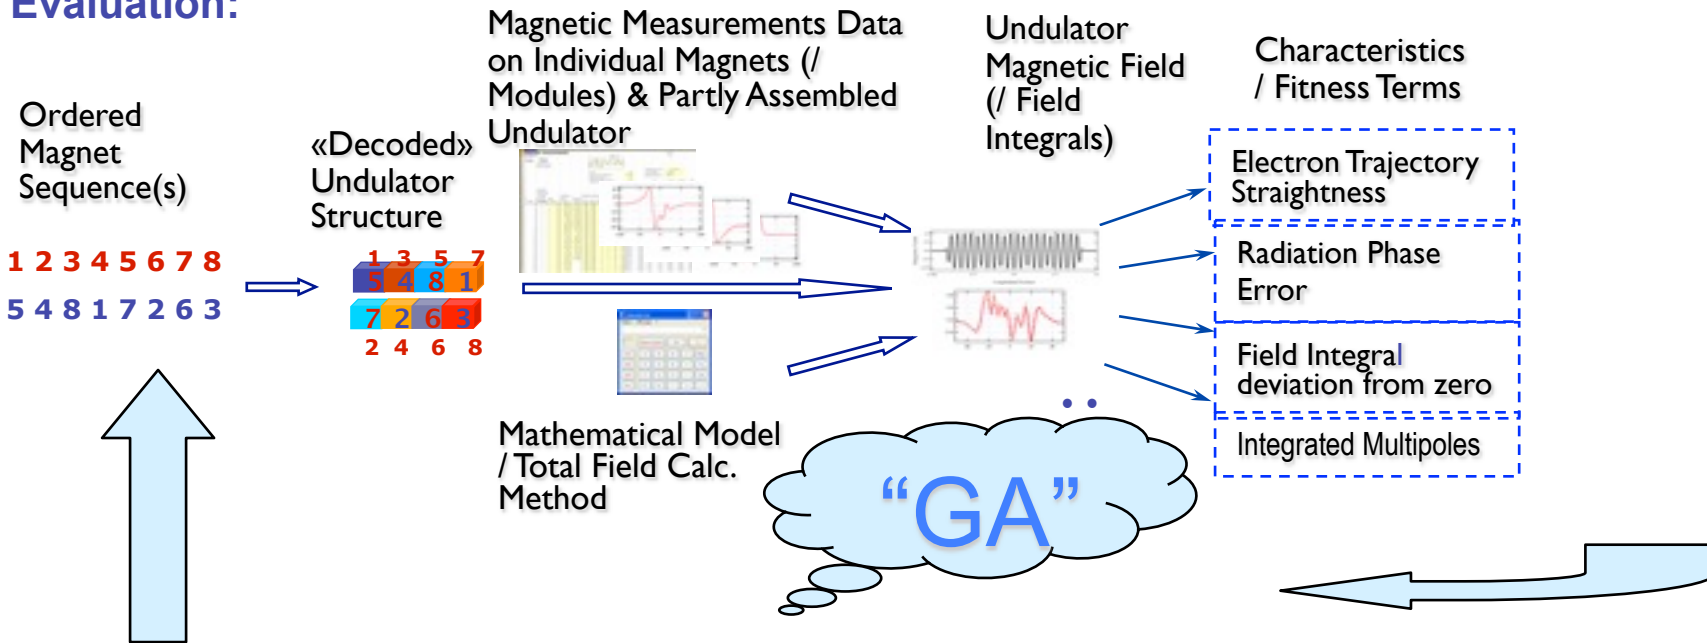 Evaluation:
Ordered
Magnet
Sequence(s)
1 2 3 4 5 6 7 8
5 4 8 1 7 2 6 3
«Decoded»
Undulator
Structure
1 3 5 7
5 4 8 1
7 2 6 3
2 4 6 8
Magnetic Measurements Data
on Individual Magnets (/
Modules) & Partly Assembled
Undulator
Mathematical Model
/ Total Field Calc.
Method
Undulator
Magnetic Field
(/ Field
Integrals)
Characteristics
/ Fitness Terms
Electron Trajectory
Straightness
Radiation Phase
Error
Field Integral
deviation from zero
Integrated Multipoles
“GA”